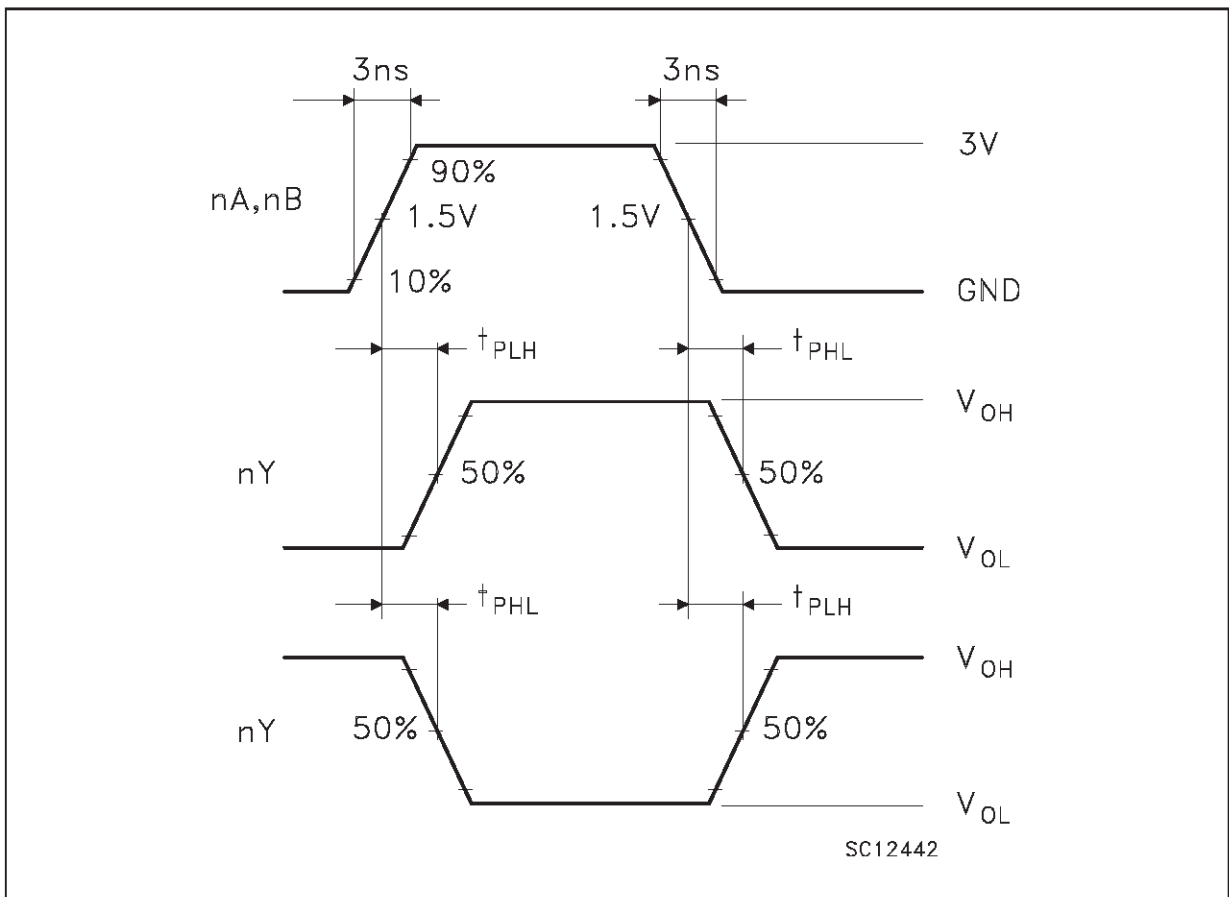 3ns 3ns
3V
90%
nA,nB 1.5V 1.5V
10%
GND
tPLH tPHL
VOH
nY 50% 50%
VOL
tPHL tPLH
VOH
nY 50% 50%
VOL
SC12442